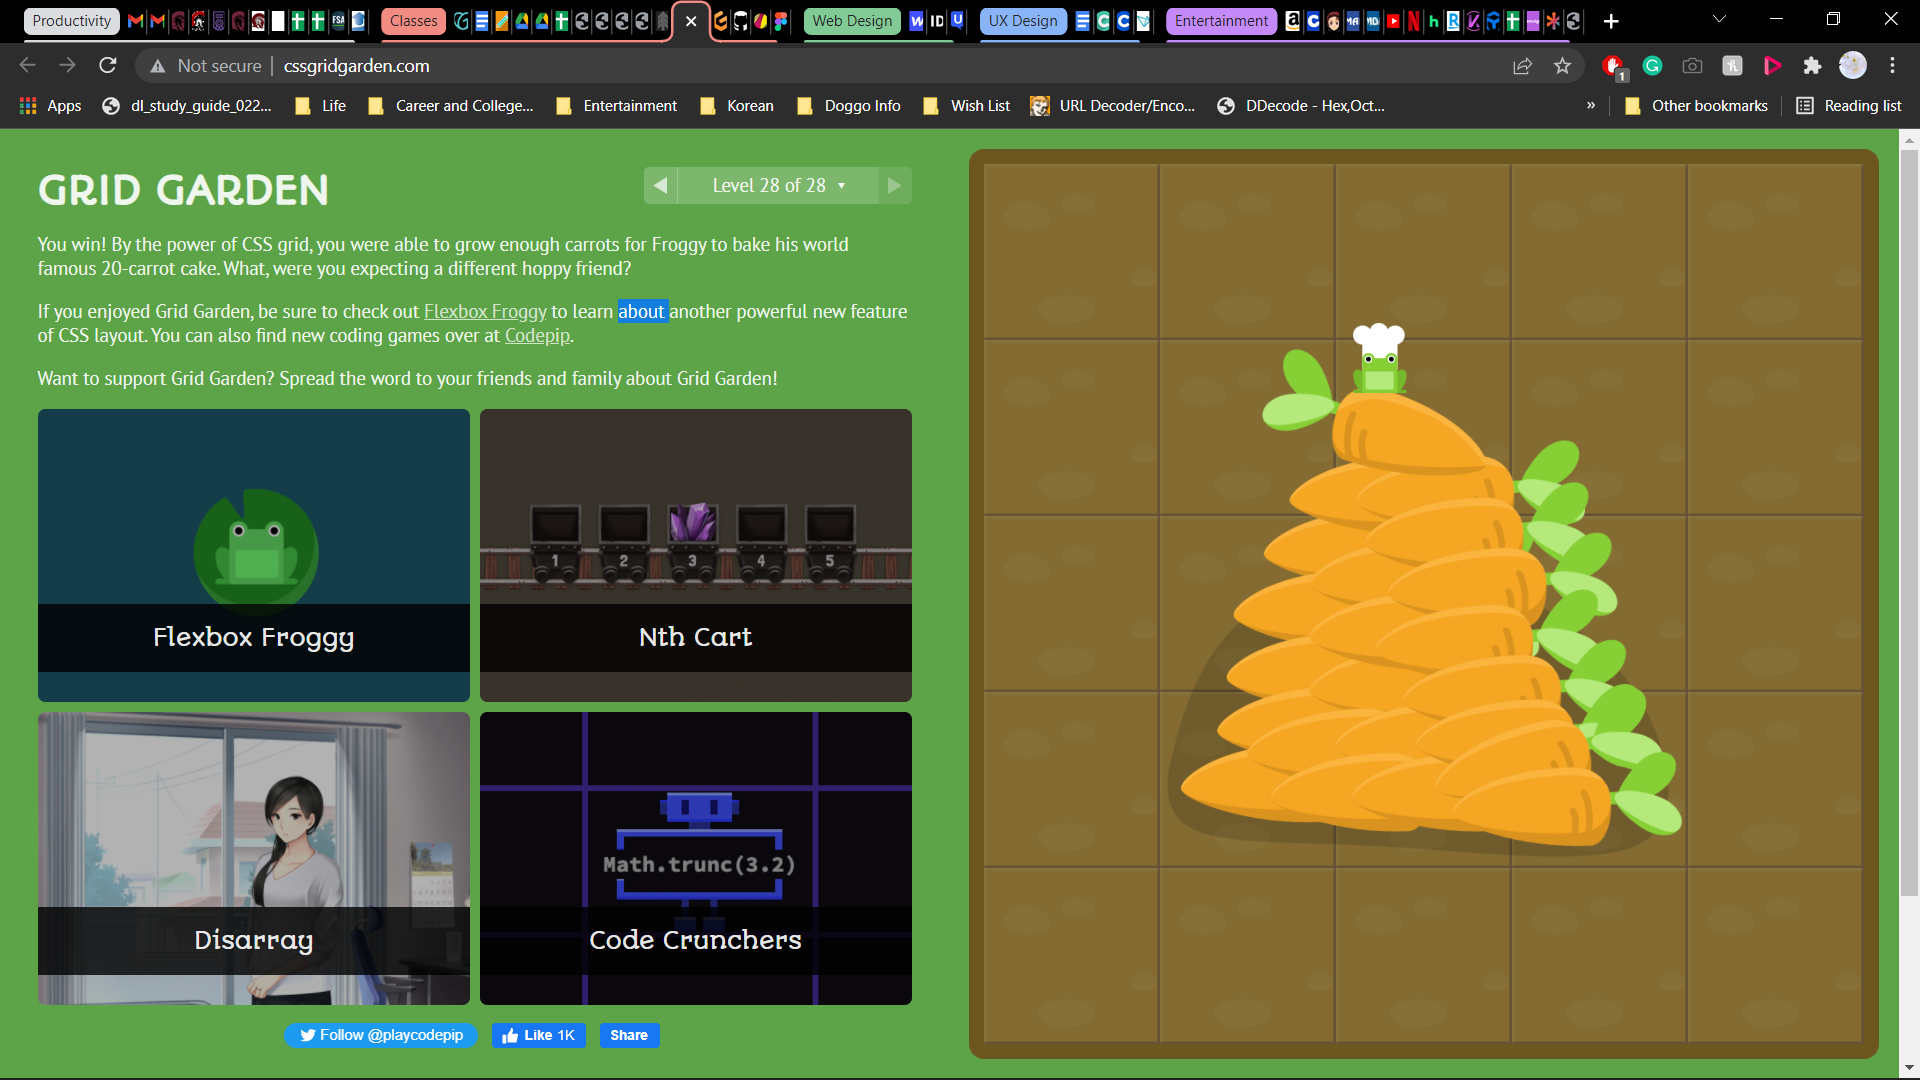 Productivity Classes Web Design UX Design Entertainment
Not secure cssgridgarden.com 1
Apps dl_study_guide_022... Life Career and College... Entertainment Korean Doggo Info Wish List URL Decoder/Enco... DDecode - Hex,Oct... » Other bookmarks Reading list
GRID GARDEN
Level 28 of 28
You win! By the power of CSS grid, you were able to grow enough carrots for Froggy to bake his world
famous 20-carrot cake. What, were you expecting a different hoppy friend?
If you enjoyed Grid Garden, be sure to check out Flexbox Froggy to learn about another powerful new feature
of CSS layout. You can also find new coding games over at Codepip.
Want to support Grid Garden? Spread the word to your friends and family about Grid Garden!
Flexbox Froggy
1 2 3 4 5
Nth Cart
Disarray
Math.trunc(3.2)
Code Crunchers
Follow @playcodepip Like 1K Share